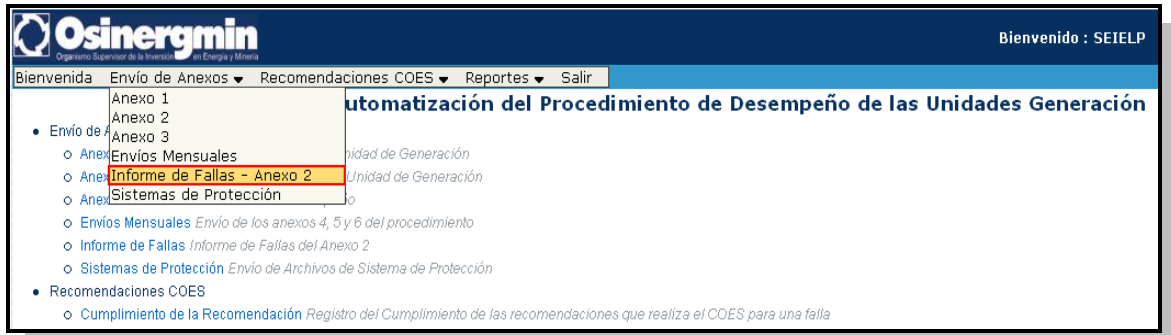 Osinergmin
Organismo Supervisor de la Inversión en Energía y Minería
Bienvenido : SEIELP
Bienvenida Envío de Anexos Recomendaciones COES Reportes Salir
utomatización del Procedimiento de Desempeño de las Unidades Generación
Anexo 1
Anexo 2
Anexo 3
Envíos Mensuales
Informe de Fallas - Anexo 2
Sistemas de Protección
Envío de A
Anex nidad de Generación
Anex Unidad de Generación
Anex
Envíos Mensuales Envío de los anexos 4, 5 y 6 del procedimiento
Informe de Fallas Informe de Fallas del Anexo 2
Sistemas de Protección Envío de Archivos de Sistema de Protección
Recomendaciones COES
Cumplimiento de la Recomendación Registro del Cumplimiento de las recomendaciones que realiza el COES para una falla